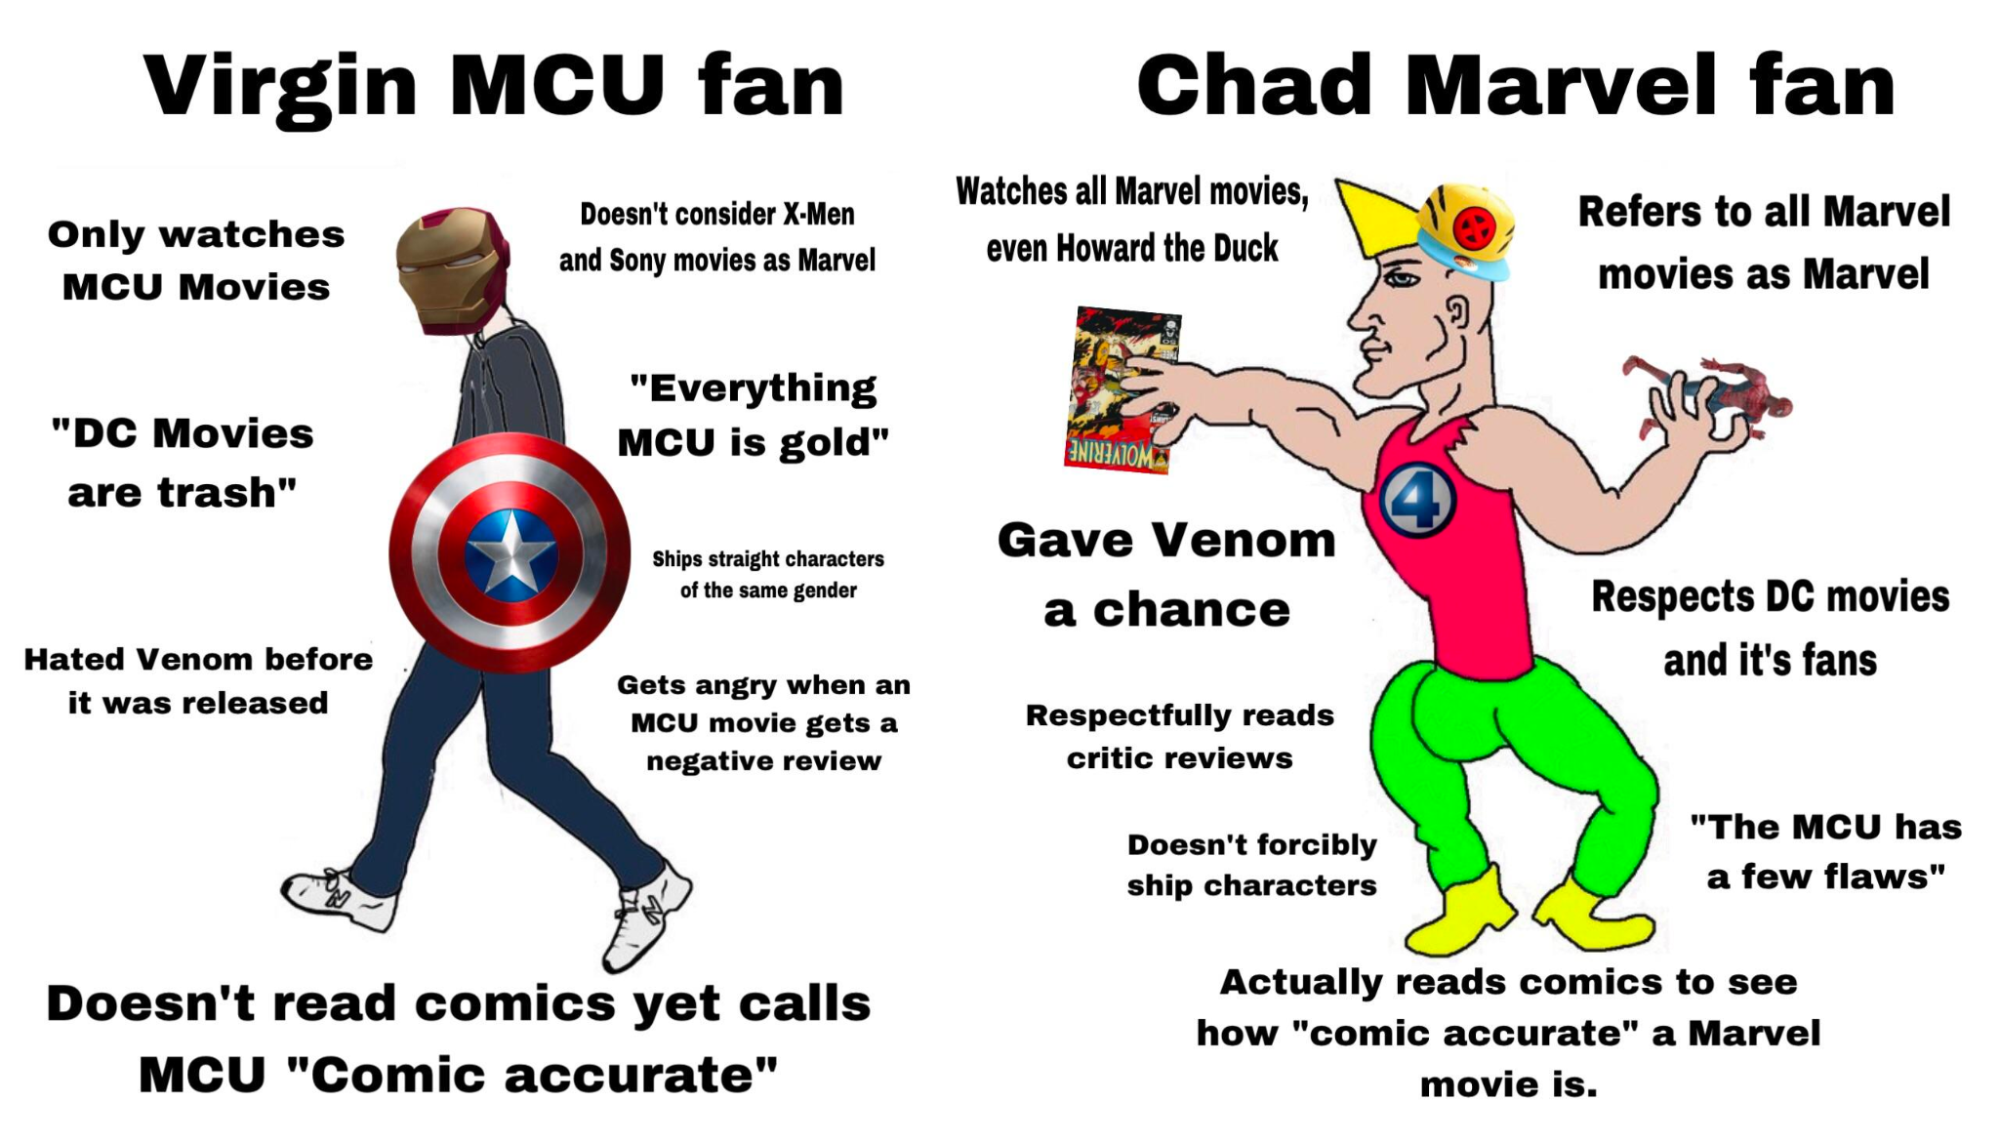 Virgin MCU fan
Only watches
MCU Movies
Doesn't consider X-Men
and Sony movies as Marvel
"DC Movies
are trash"
"Everything
MCU is gold"
Ships straight characters
of the same gender
Hated Venom before
it was released
Gets angry when an
MCU movie gets a
negative review
Doesn't read comics yet calls
MCU "Comic accurate"
Chad Marvel fan
Watches all Marvel movies,
even Howard the Duck
Refers to all Marvel
movies as Marvel
WOLVERINE
4
Gave Venom
a chance
Respects DC movies
and it's fans
Respectfully reads
critic reviews
Doesn't forcibly
ship characters
"The MCU has
a few flaws"
Actually reads comics to see
how "comic accurate" a Marvel
movie is.